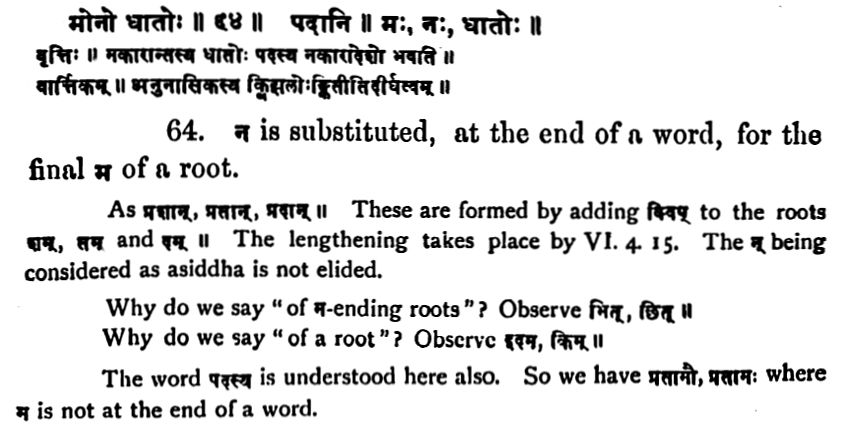 मोनो धातोः ॥ ६४ ॥ पदानि ॥ मः, नः, धातोः ॥
वृत्तिः ॥ मकारान्तस्य धातोः पदस्य नकारादेशो भवति ॥
वार्त्तिकम् ॥ अनुनासिकस्य क्विझलोःक्ङितीतिदीर्घत्वम् ॥
64. न is substituted, at the end of a word, for the
final म of a root.
As प्रशान्, प्रतान्, प्रदान् ॥ These are formed by adding क्विप् to the roots
शम्, तम and दम् ॥ The lengthening takes place by VI. 4. 15. The न् being
considered as asiddha is not elided.
Why do we say "of म-ending roots"? Observe भित्, छित् ॥
Why do we say "of a root"? Observe इदम, किम् ॥
The word पदस्य is understood here also. So we have प्रतामौ, प्रतामः where
म is not at the end of a word.